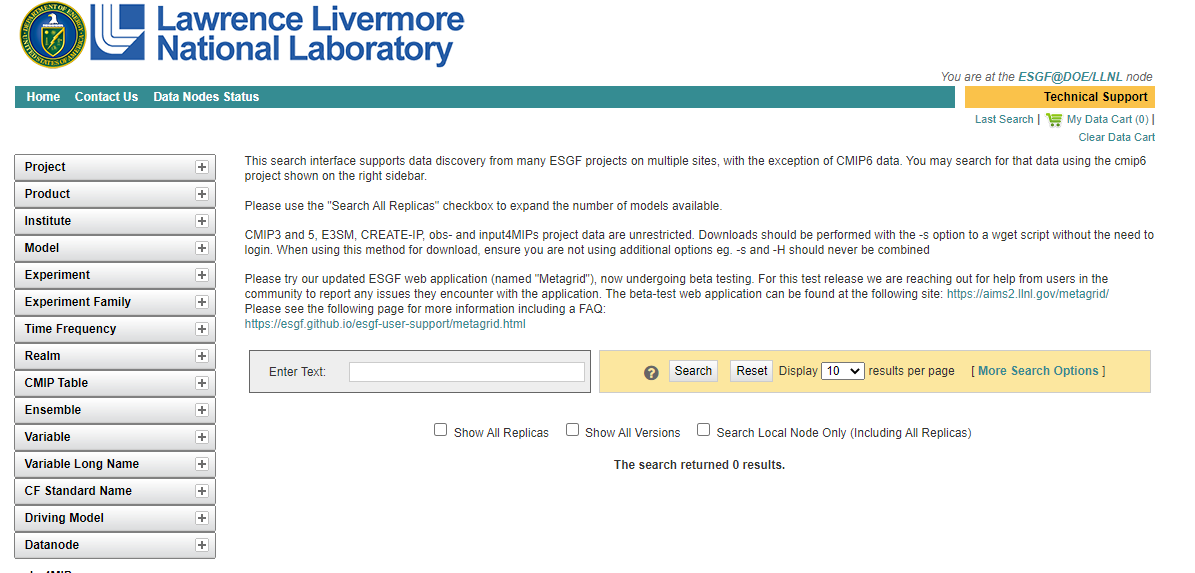 Lawrence Livermore
National Laboratory
You are at the ESGF@DOE/LLNL node
Home Contact Us Data Nodes Status
Technical Support
Last Search | My Data Cart (0) |
Clear Data Cart
Project
Product
Institute
Model
Experiment
Experiment Family
Time Frequency
Realm
CMIP Table
Ensemble
Variable
Variable Long Name
CF Standard Name
Driving Model
Datanode
This search interface supports data discovery from many ESGF projects on multiple sites, with the exception of CMIP6 data. You may search for that data using the cmip6
project shown on the right sidebar.
Please use the "Search All Replicas" checkbox to expand the number of models available.
CMIP3 and 5, E3SM, CREATE-IP, obs- and input4MIPs project data are unrestricted. Downloads should be performed with the -s option to a wget script without the need to
login. When using this method for download, ensure you are not using additional options eg. -s and -H should never be combined
Please try our updated ESGF web application (named "Metagrid"), now undergoing beta testing. For this test release we are reaching out for help from users in the
community to report any issues they encounter with the application. The beta-test web application can be found at the following site: https://aims2.llnl.gov/metagrid/
Please see the following page for more information including a FAQ:
https://esgf.github.io/esgf-user-support/metagrid.html
Enter Text:
? Search Reset Display 10 results per page [ More Search Options ]
Show All Replicas Show All Versions Search Local Node Only (Including All Replicas)
The search returned 0 results.